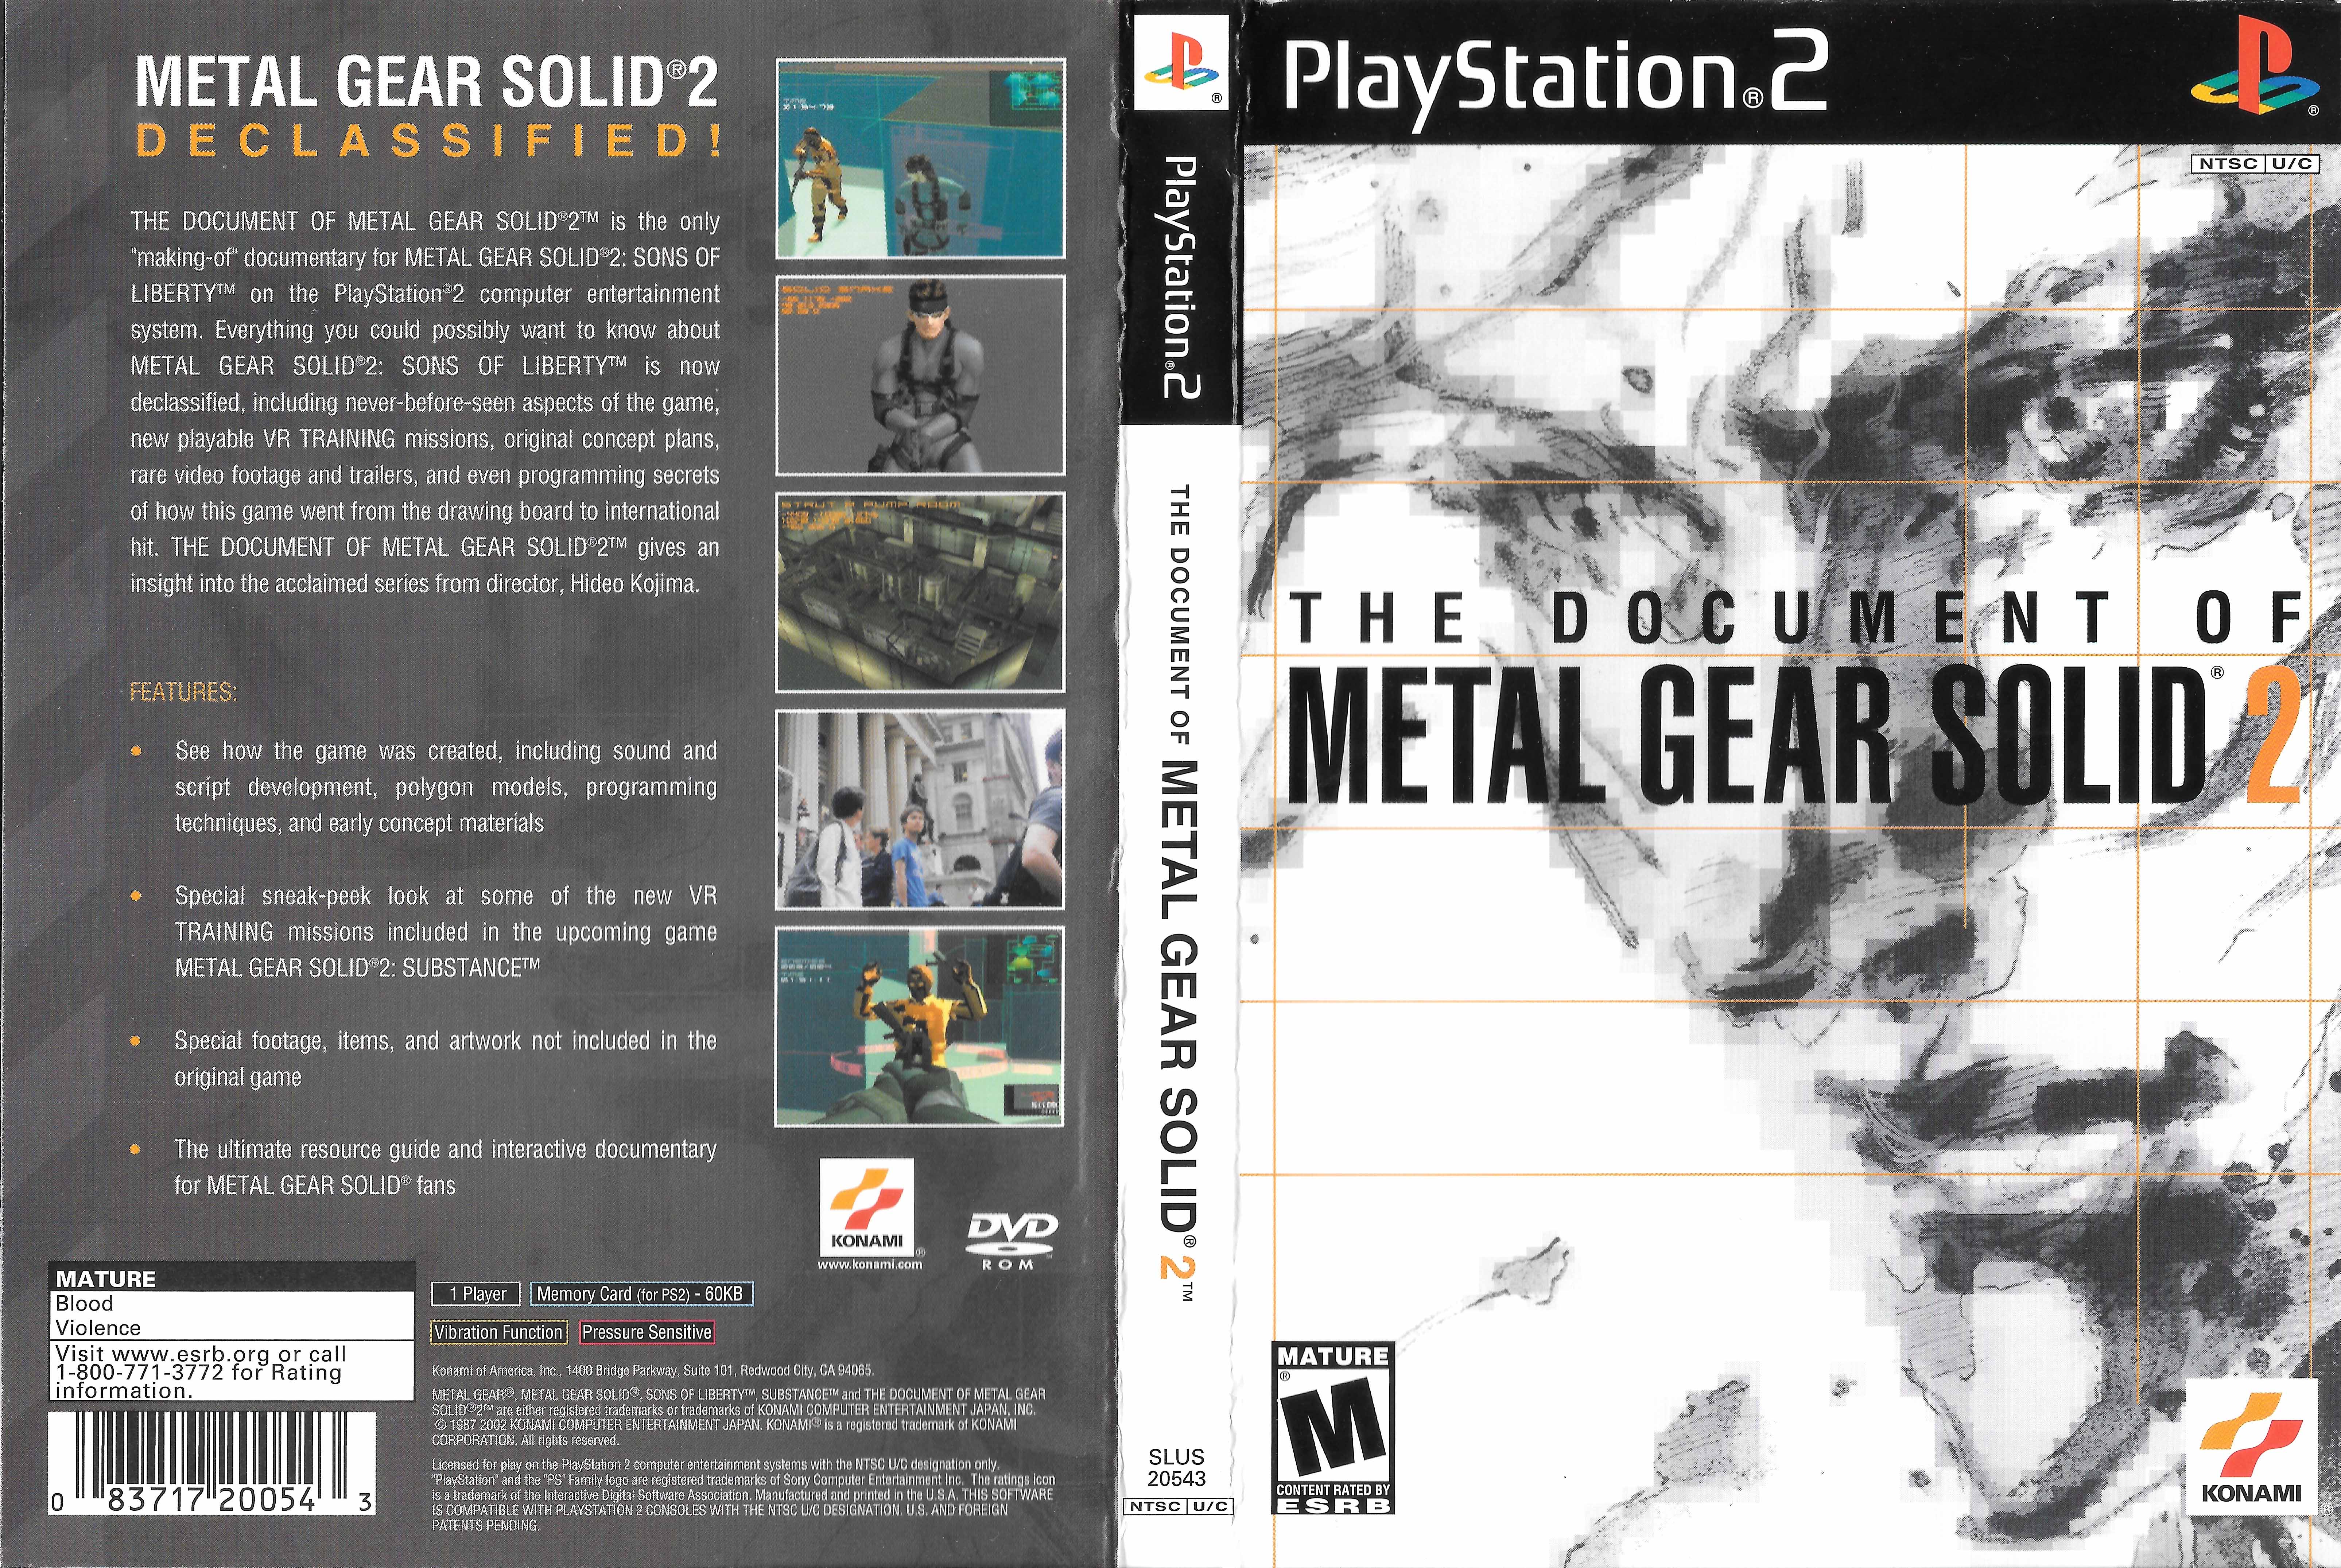 METAL GEAR SOLID®2
DECLASSIFIED!
THE DOCUMENT OF METAL GEAR SOLID®2™ is the only
"making-of" documentary for METAL GEAR SOLID®2: SONS OF
LIBERTY™ on the PlayStation®2 computer entertainment
system. Everything you could possibly want to know about
METAL GEAR SOLID®2: SONS OF LIBERTY™ is now
declassified, including never-before-seen aspects of the game,
new playable VR TRAINING missions, original concept plans,
rare video footage and trailers, and even programming secrets
of how this game went from the drawing board to international
hit. THE DOCUMENT OF METAL GEAR SOLID®2™ gives an
insight into the acclaimed series from director, Hideo Kojima.
FEATURES:
• See how the game was created, including sound and
script development, polygon models, programming
techniques, and early concept materials
• Special sneak-peek look at some of the new VR
TRAINING missions included in the upcoming game
METAL GEAR SOLID®2: SUBSTANCE™
• Special footage, items, and artwork not included in the
original game
• The ultimate resource guide and interactive documentary
for METAL GEAR SOLID® fans
TIME
SOLID SNAKE
STRUT A PUMP ROOM
ENEMIES
TIME
KONAMI®
www.konami.com
DVD
ROM
MATURE
Blood
Violence
Visit www.esrb.org or call
1-800-771-3772 for Rating
information.
0 83717 20054 3
1 Player
Memory Card (for PS2) - 60KB
Vibration Function
Pressure Sensitive
Konami of America, Inc., 1400 Bridge Parkway, Suite 101, Redwood City, CA 94065.
METAL GEAR®, METAL GEAR SOLID®, SONS OF LIBERTY™, SUBSTANCE™ and THE DOCUMENT OF METAL GEAR
SOLID®2™ are either registered trademarks or trademarks of KONAMI COMPUTER ENTERTAINMENT JAPAN, INC.
© 1987 2002 KONAMI COMPUTER ENTERTAINMENT JAPAN. KONAMI® is a registered trademark of KONAMI
CORPORATION. All rights reserved.
Licensed for play on the PlayStation 2 computer entertainment systems with the NTSC U/C designation only.
"PlayStation" and the "PS" Family logo are registered trademarks of Sony Computer Entertainment Inc. The ratings icon
is a trademark of the Interactive Digital Software Association. Manufactured and printed in the U.S.A. THIS SOFTWARE
IS COMPATIBLE WITH PLAYSTATION 2 CONSOLES WITH THE NTSC U/C DESIGNATION. U.S. AND FOREIGN
PATENTS PENDING.
PlayStation®2
THE DOCUMENT OF METAL GEAR SOLID® 2™
SLUS
20543
NTSC U/C
PlayStation®2
NTSC U/C
THE DOCUMENT OF
METAL GEAR SOLID® 2
MATURE
M
CONTENT RATED BY
ESRB
KONAMI®